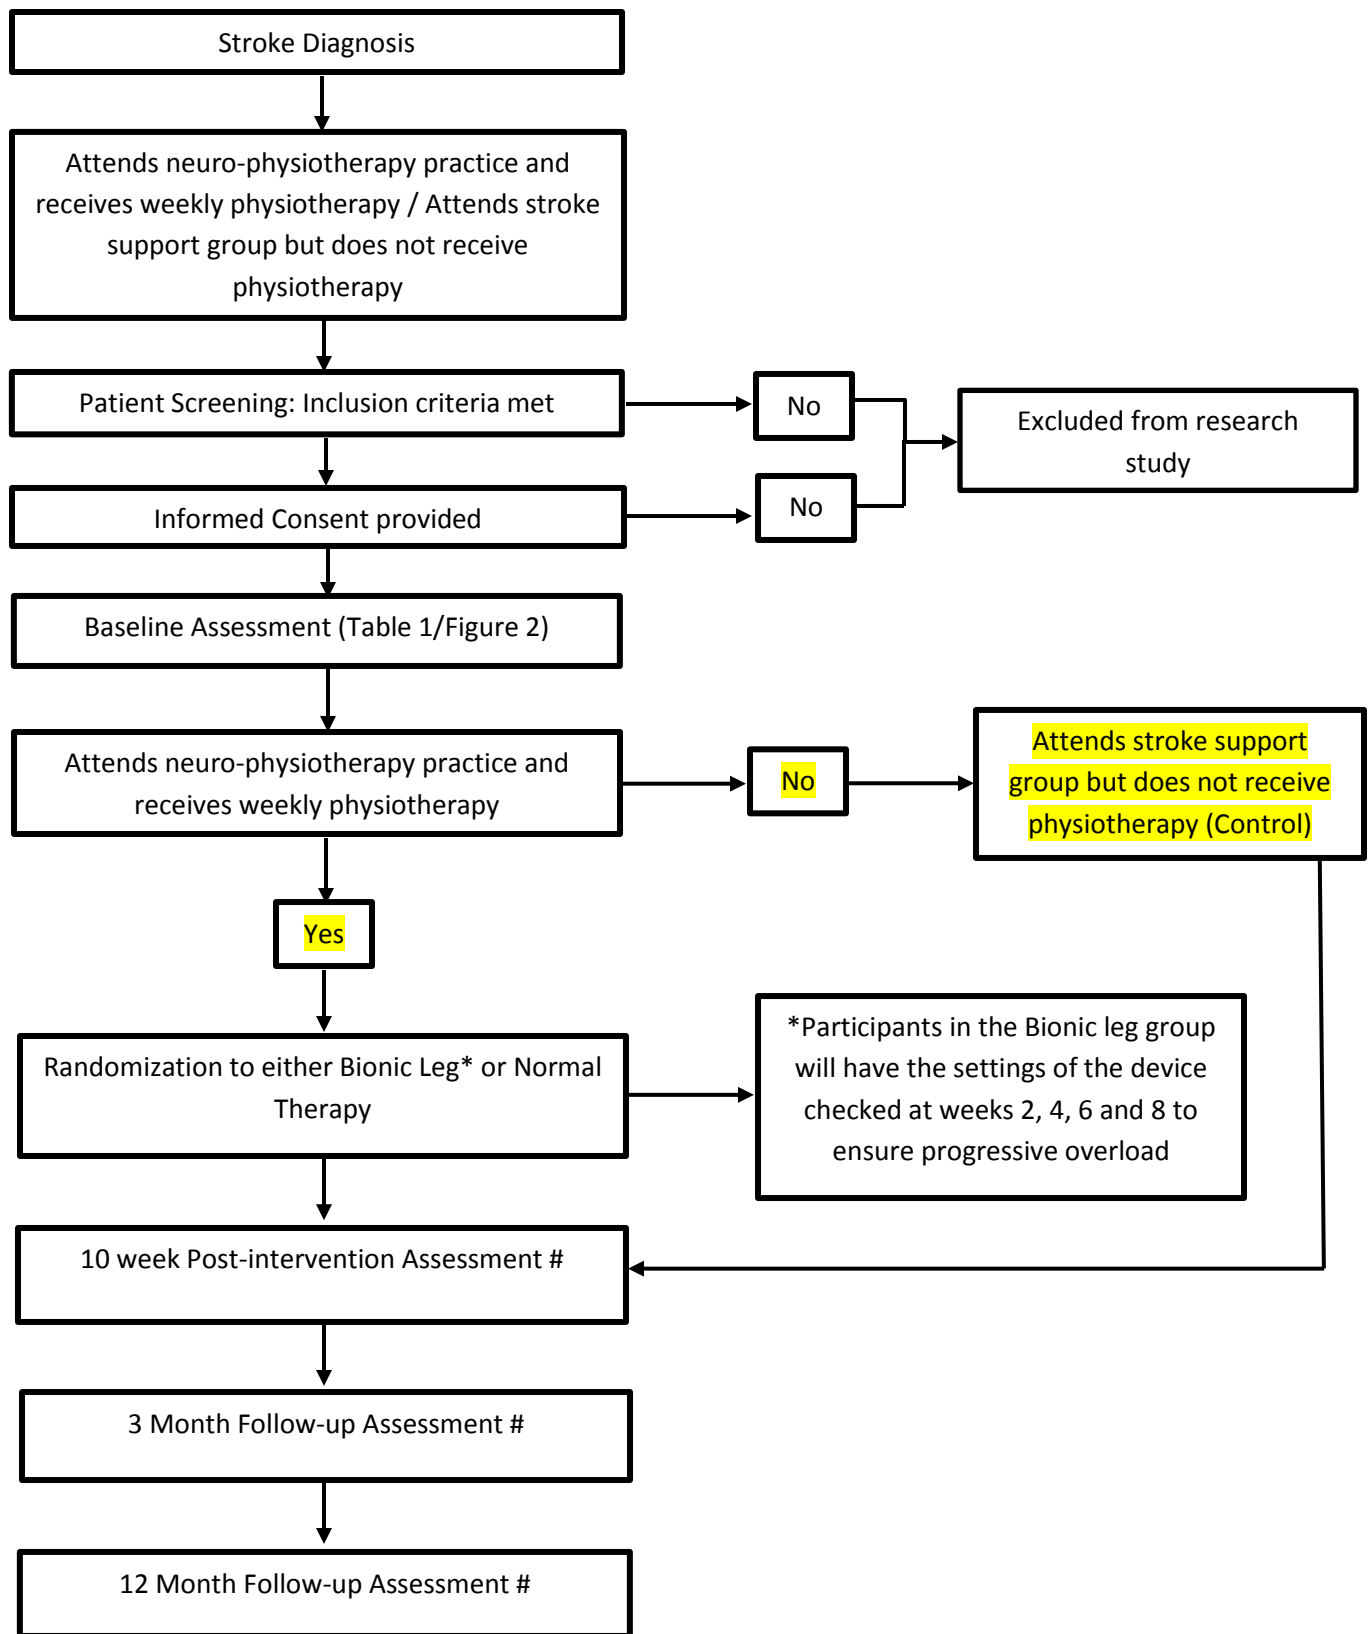 Stroke Diagnosis
Attends neuro-physiotherapy practice and
receives weekly physiotherapy / Attends stroke
support group but does not receive
physiotherapy
Patient Screening: Inclusion criteria met
No
Excluded from research
study
Informed Consent provided
No
Baseline Assessment (Table 1/Figure 2)
Attends neuro-physiotherapy practice and
receives weekly physiotherapy
No
Attends stroke support
group but does not receive
physiotherapy (Control)
Yes
Randomization to either Bionic Leg* or Normal
Therapy
*Participants in the Bionic leg group
will have the settings of the device
checked at weeks 2, 4, 6 and 8 to
ensure progressive overload
10 week Post-intervention Assessment #
3 Month Follow-up Assessment #
12 Month Follow-up Assessment #